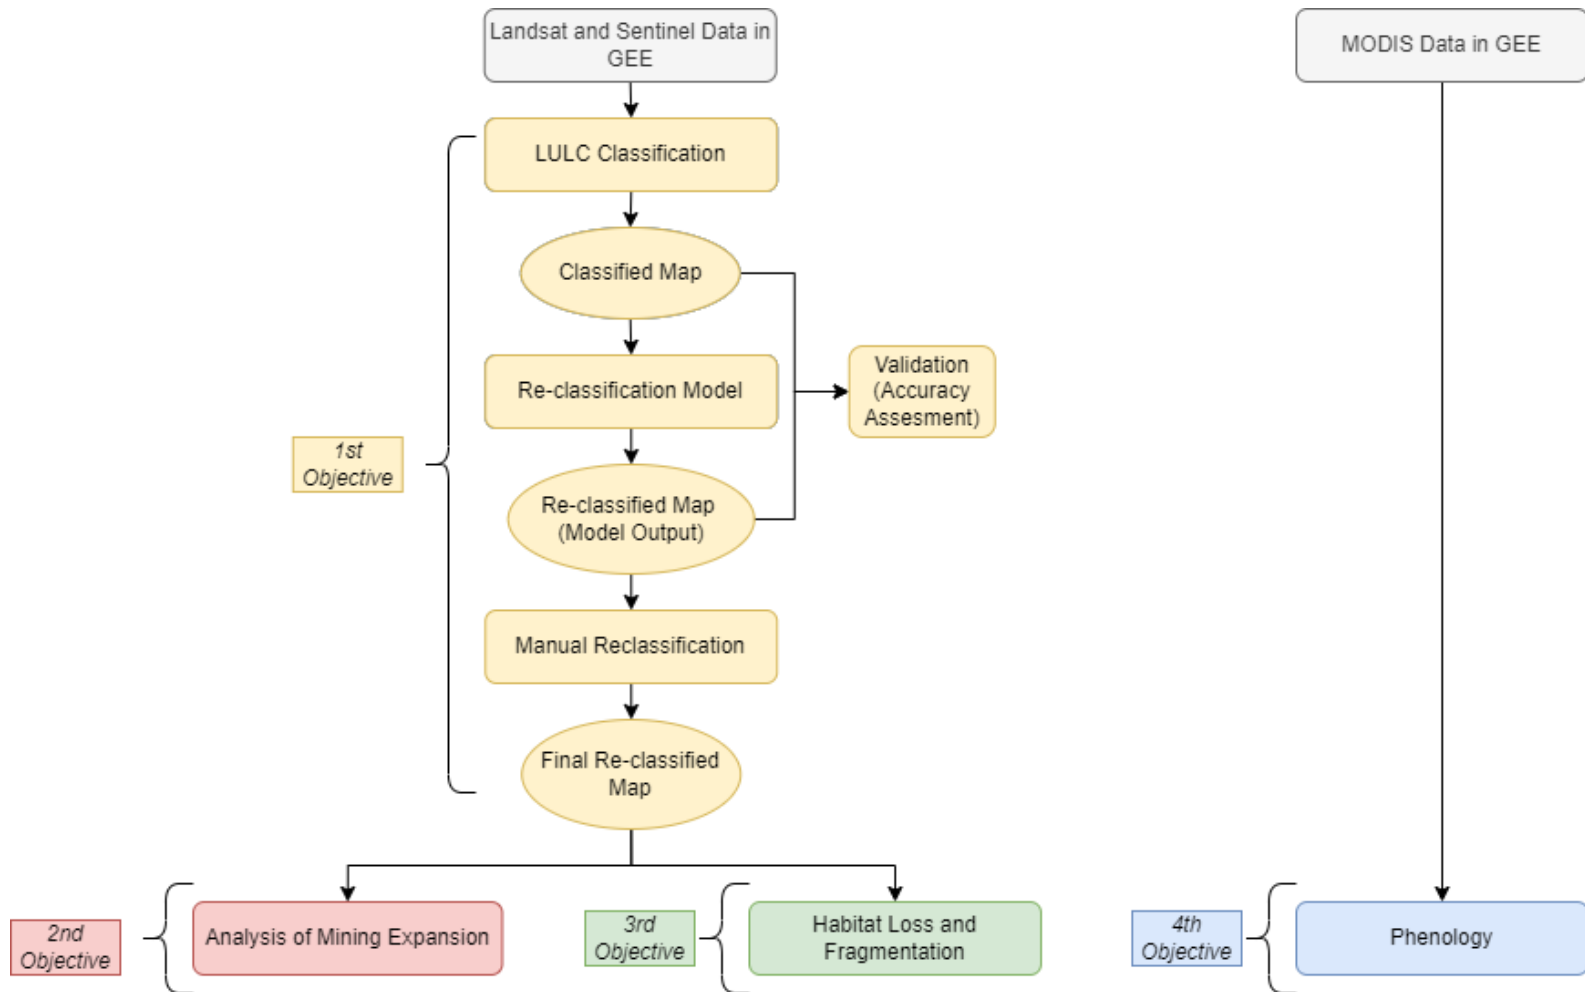 Landsat and Sentinel Data in
GEE
MODIS Data in GEE
LULC Classification
Classified Map
Re-classification Model
Validation
(Accuracy
Assesment)
1st
Objective
Re-classified Map
(Model Output)
Manual Reclassification
Final Re-classified
Map
2nd
Objective
Analysis of Mining Expansion
3rd
Objective
Habitat Loss and
Fragmentation
4th
Objective
Phenology